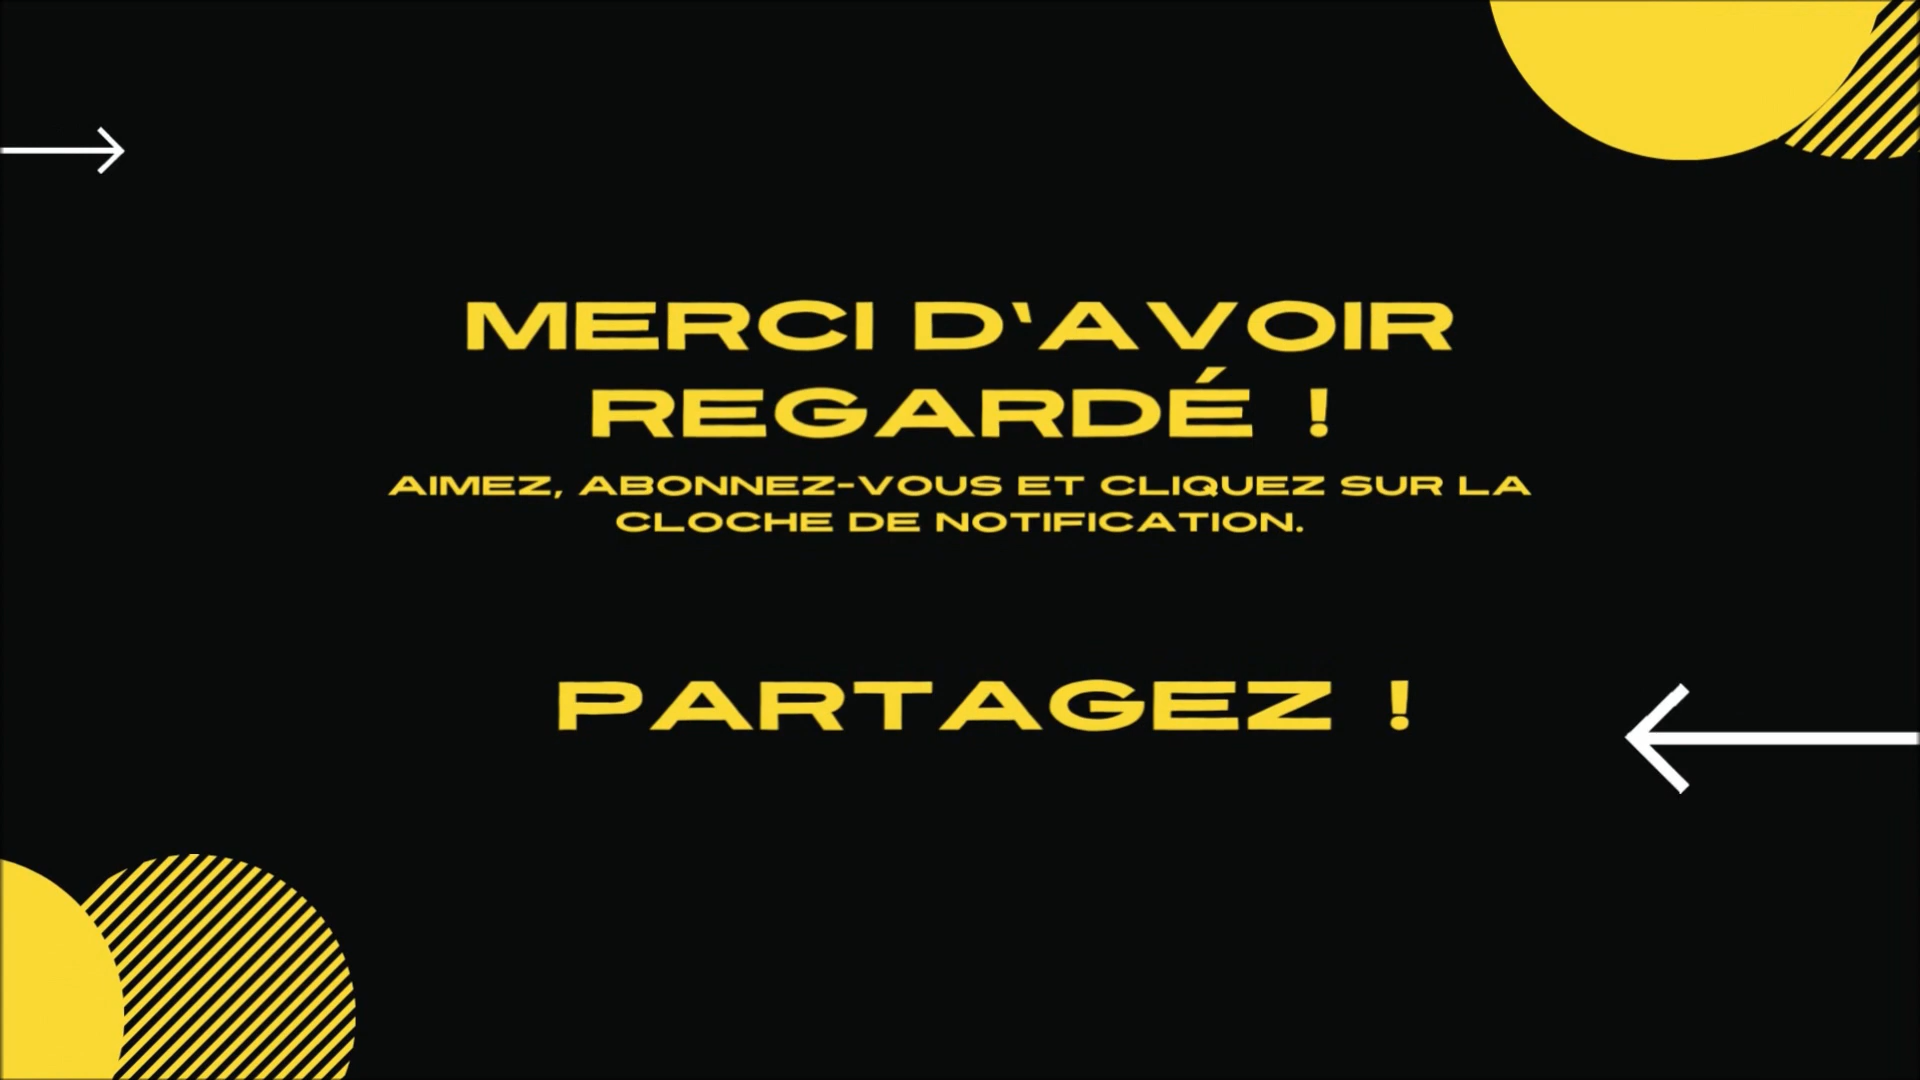 MERCI D'AVOIR
REGARDÉ !
AIMEZ, ABONNEZ-VOUS ET CLIQUEZ SUR LA
CLOCHE DE NOTIFICATION.
PARTAGEZ !